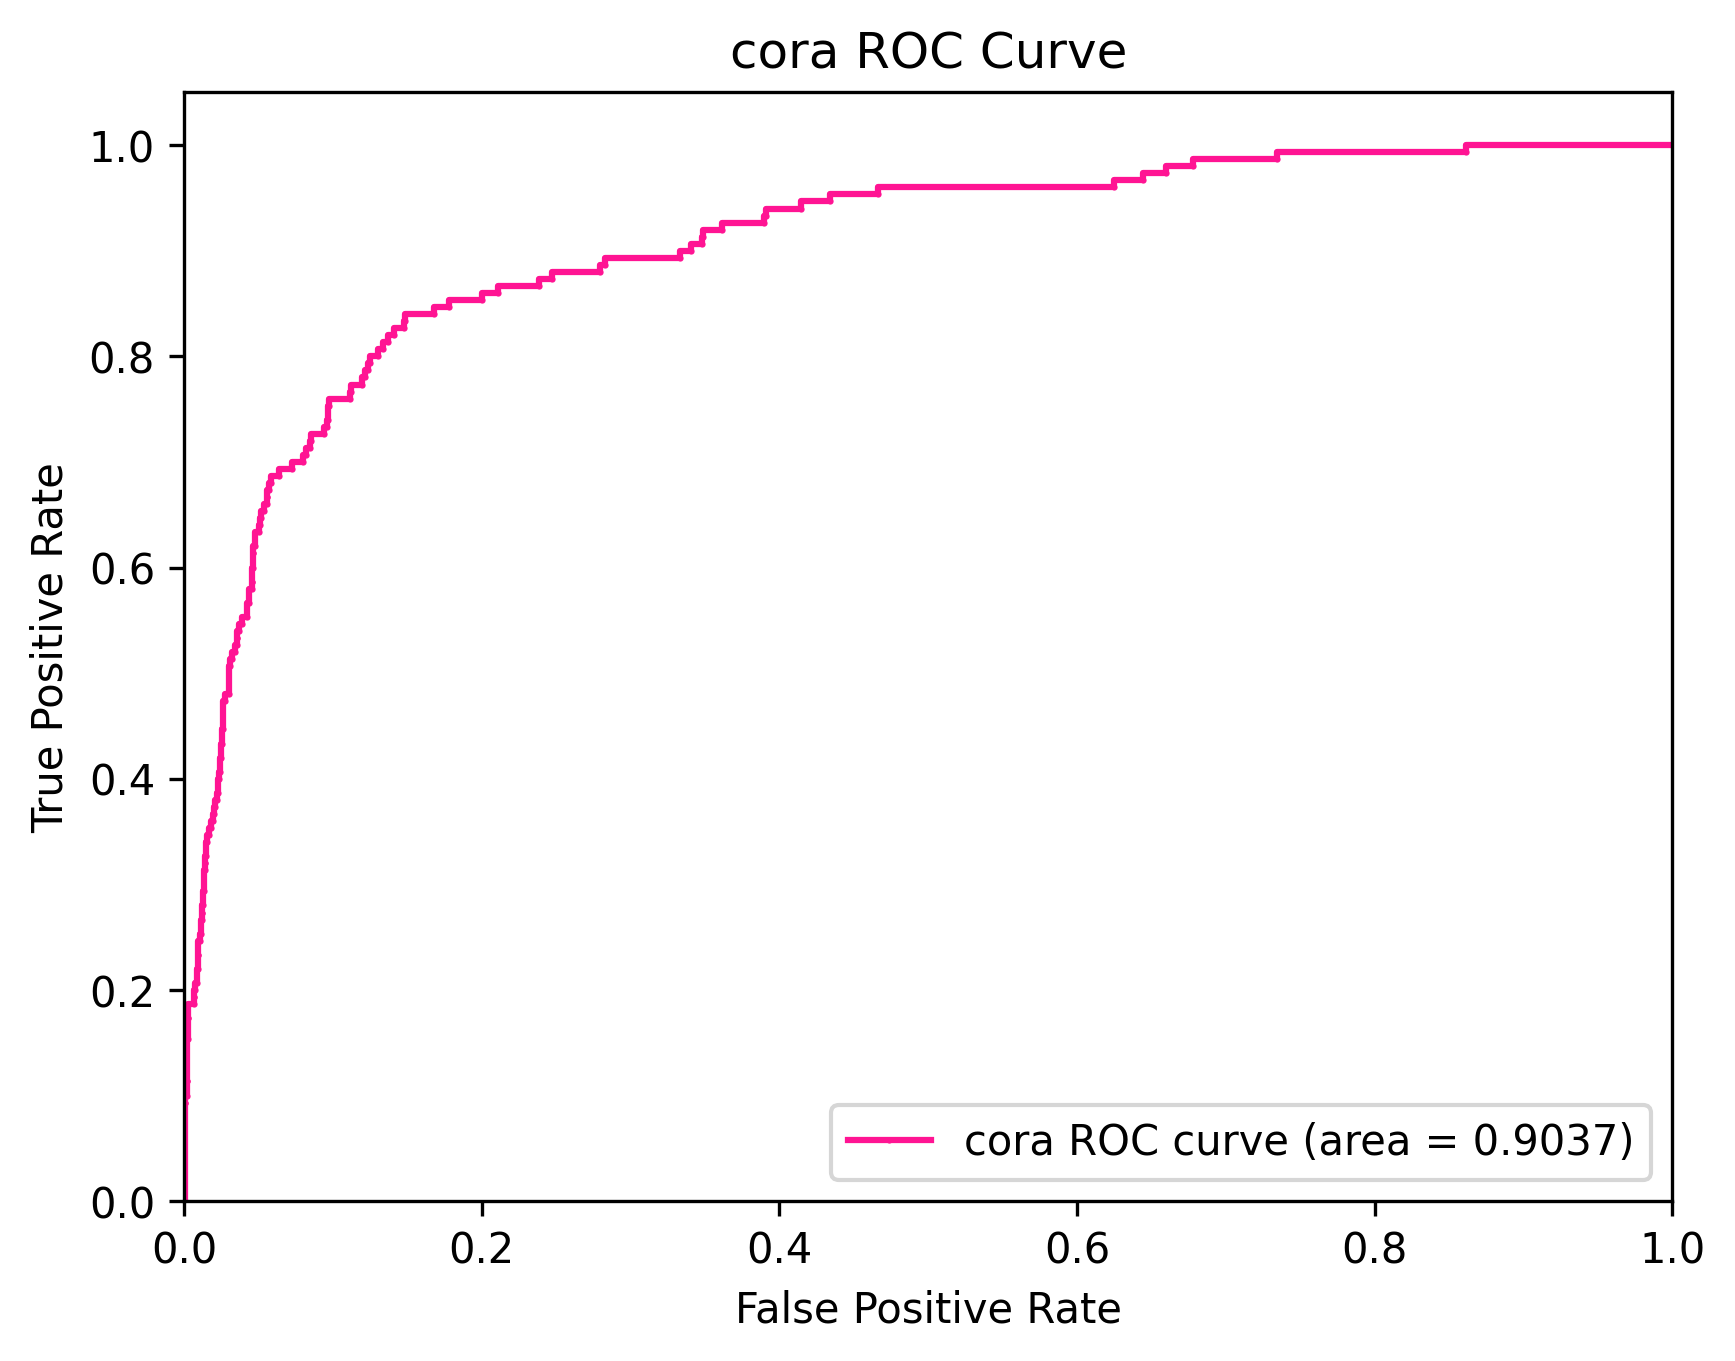 cora ROC Curve
1.0
0.8
0.6
0.4
0.2
0.0
True Positive Rate
cora ROC curve (area = 0.9037)
0.0 0.2 0.4 0.6 0.8 1.0
False Positive Rate